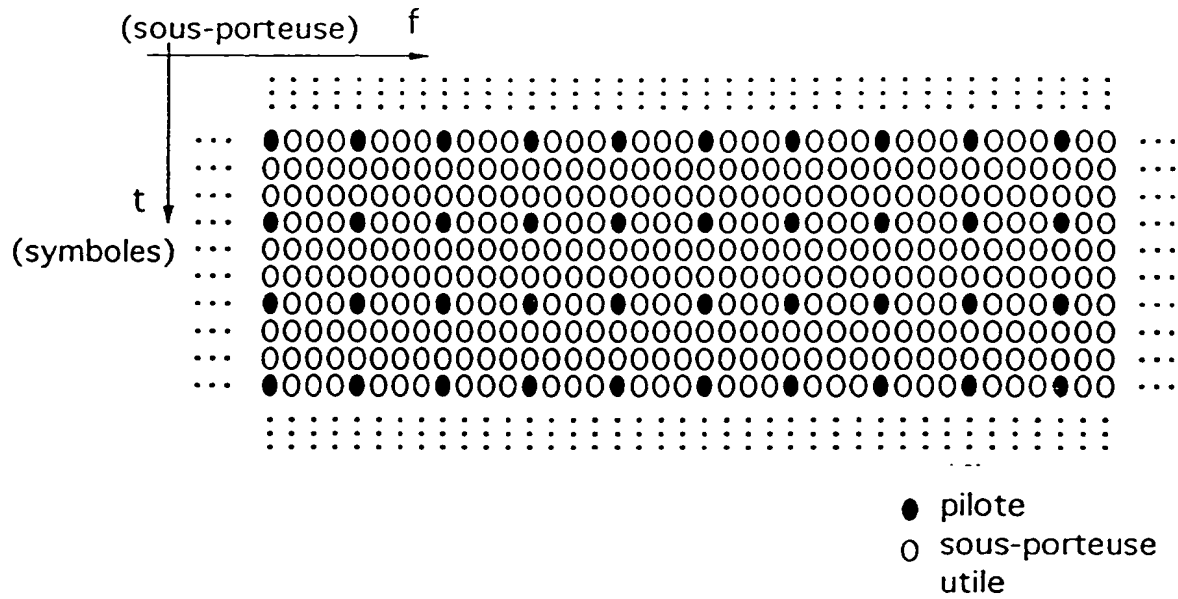 (sous-porteuse) f
t
(symboles)
pilote
sous-porteuse
utile